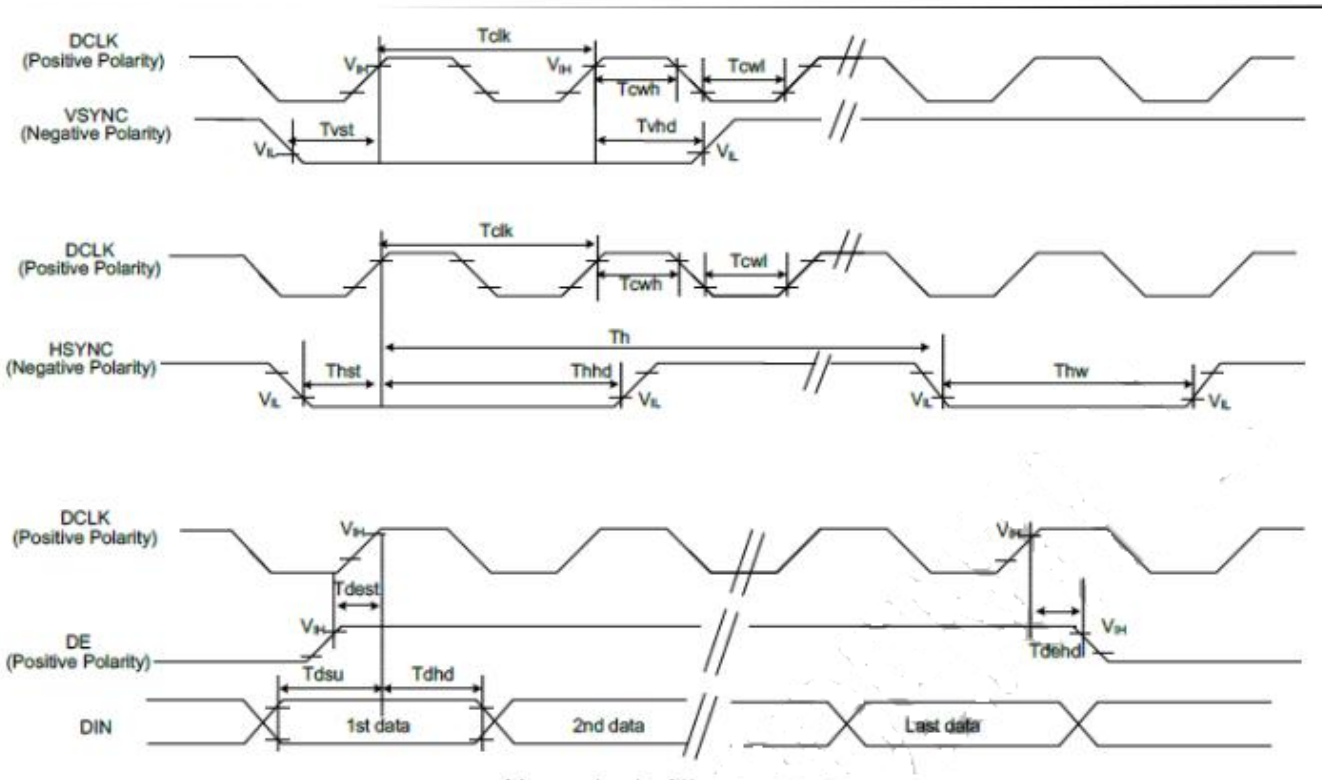 DCLK
(Positive Polarity)
Tclk
VIH
VIH
Tcwh
Tcwl
VSYNC
(Negative Polarity)
Tvst
Tvhd
VIL
VIL
DCLK
(Positive Polarity)
Tclk
Tcwh
Tcwl
HSYNC
(Negative Polarity)
Th
Thst
Thhd
Thw
VIL
VIL
VIL
VIL
DCLK
(Positive Polarity)
VIH
VIH
Tdest
DE
(Positive Polarity)
VIH
VIH
Tdehd
Tdsu
Tdhd
DIN
1st data
2nd data
Last data